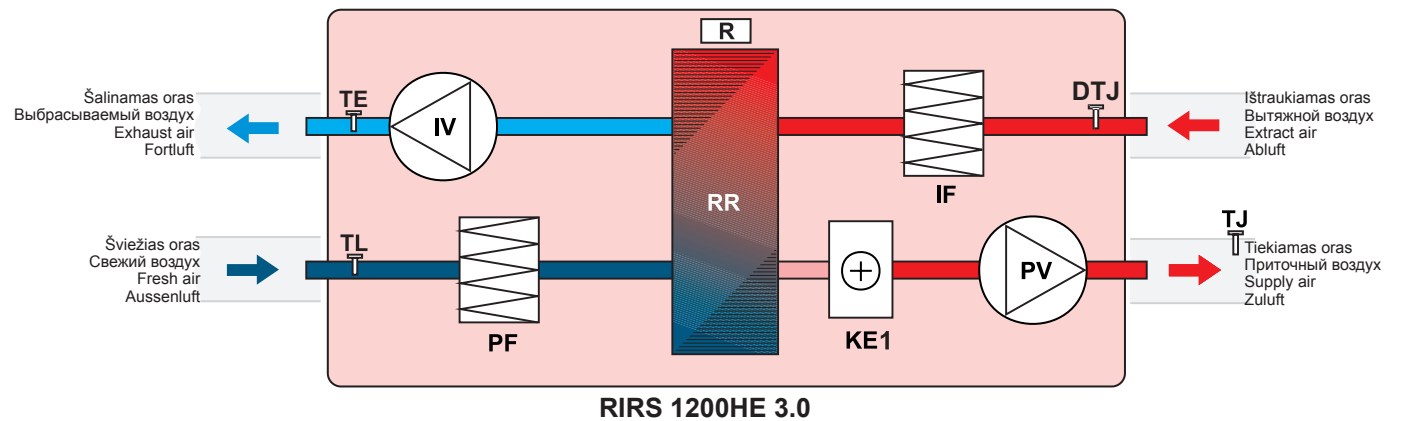 R
Šalinamas oras
Выбрасываемый воздух
Exhaust air
Fortluft
TE
IV
DTJ
Ištraukiamas oras
Вытяжной воздух
Extract air
Abluft
IF
RR
Šviežias oras
Свежий воздух
Fresh air
Aussenluft
TL
PF
KE1
PV
TJ
Tiekiamas oras
Приточный воздух
Supply air
Zuluft
RIRS 1200HE 3.0